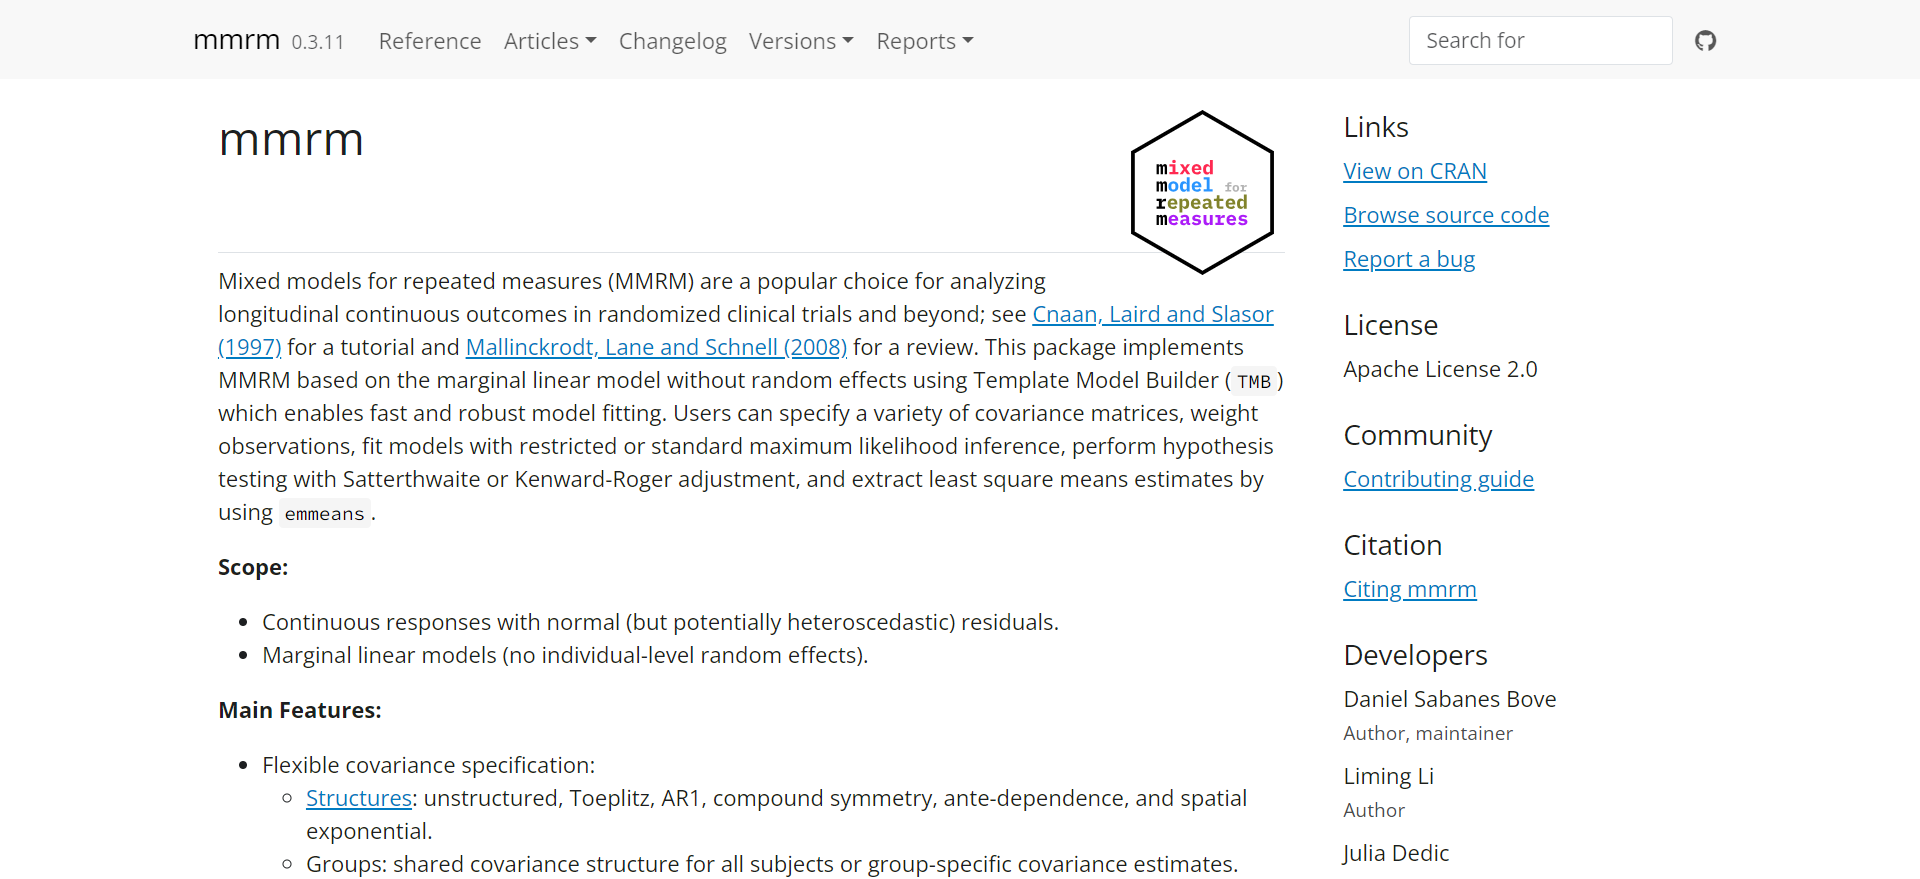 mmrm 0.3.11 Reference Articles Changelog Versions Reports Search for
mmrm
mixed
model for
repeated
measures
Mixed models for repeated measures (MMRM) are a popular choice for analyzing
longitudinal continuous outcomes in randomized clinical trials and beyond; see Cnaan, Laird and Slasor
(1997) for a tutorial and Mallinckrodt, Lane and Schnell (2008) for a review. This package implements
MMRM based on the marginal linear model without random effects using Template Model Builder ( TMB )
which enables fast and robust model fitting. Users can specify a variety of covariance matrices, weight
observations, fit models with restricted or standard maximum likelihood inference, perform hypothesis
testing with Satterthwaite or Kenward-Roger adjustment, and extract least square means estimates by
using emmeans .
Scope:
• Continuous responses with normal (but potentially heteroscedastic) residuals.
• Marginal linear models (no individual-level random effects).
Main Features:
• Flexible covariance specification:
◦ Structures: unstructured, Toeplitz, AR1, compound symmetry, ante-dependence, and spatial
exponential.
◦ Groups: shared covariance structure for all subjects or group-specific covariance estimates.
Links
View on CRAN
Browse source code
Report a bug
License
Apache License 2.0
Community
Contributing guide
Citation
Citing mmrm
Developers
Daniel Sabanes Bove
Author, maintainer
Liming Li
Author
Julia Dedic